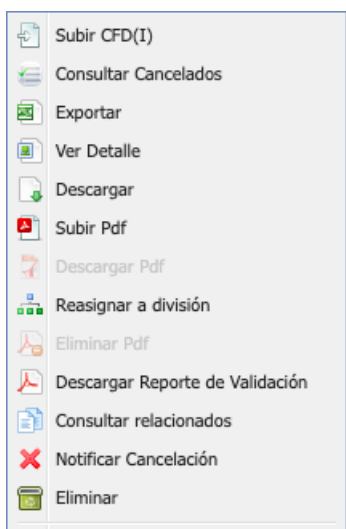 Subir CFD(I)
Consultar Cancelados
Exportar
Ver Detalle
Descargar
Subir Pdf
Descargar Pdf
Reasignar a división
Eliminar Pdf
Descargar Reporte de Validación
Consultar relacionados
Notificar Cancelación
Eliminar